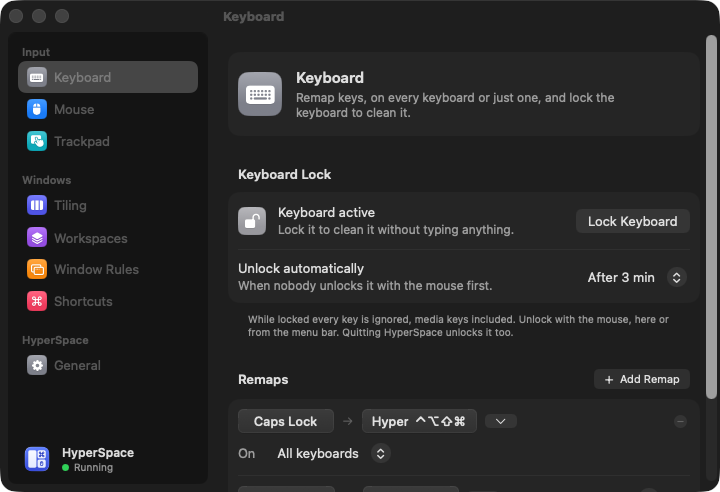 Keyboard
Input
Keyboard
Mouse
Trackpad
Windows
Tiling
Workspaces
Window Rules
Shortcuts
HyperSpace
General
HyperSpace
Running
Keyboard
Remap keys, on every keyboard or just one, and lock the
keyboard to clean it.
Keyboard Lock
Keyboard active
Lock it to clean it without typing anything.
Lock Keyboard
Unlock automatically
When nobody unlocks it with the mouse first.
After 3 min
While locked every key is ignored, media keys included. Unlock with the mouse, here or
from the menu bar. Quitting HyperSpace unlocks it too.
Remaps
+ Add Remap
Caps Lock → Hyper ⌃⌥⇧⌘
On All keyboards